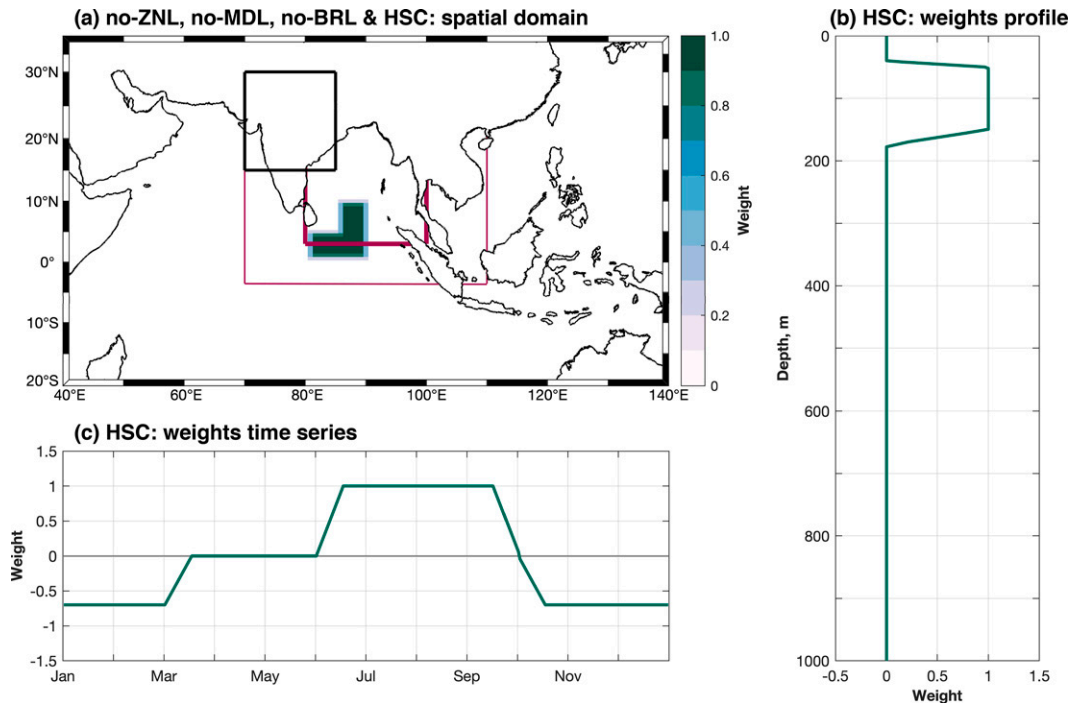 (a) no-ZNL, no-MDL, no-BRL & HSC: spatial domain
30°N
20°N
10°N
0°
10°S
20°S
40°E
60°E
80°E
100°E
120°E
140°E
1.0
0.8
0.6
0.4
0.2
0
Weight
(b) HSC: weights profile
0
200
400
600
800
1000
Depth, m
-0.5
0
0.5
1
1.5
Weight
(c) HSC: weights time series
1.5
1
0.5
0
-0.5
-1
-1.5
Weight
Jan
Mar
May
Jul
Sep
Nov